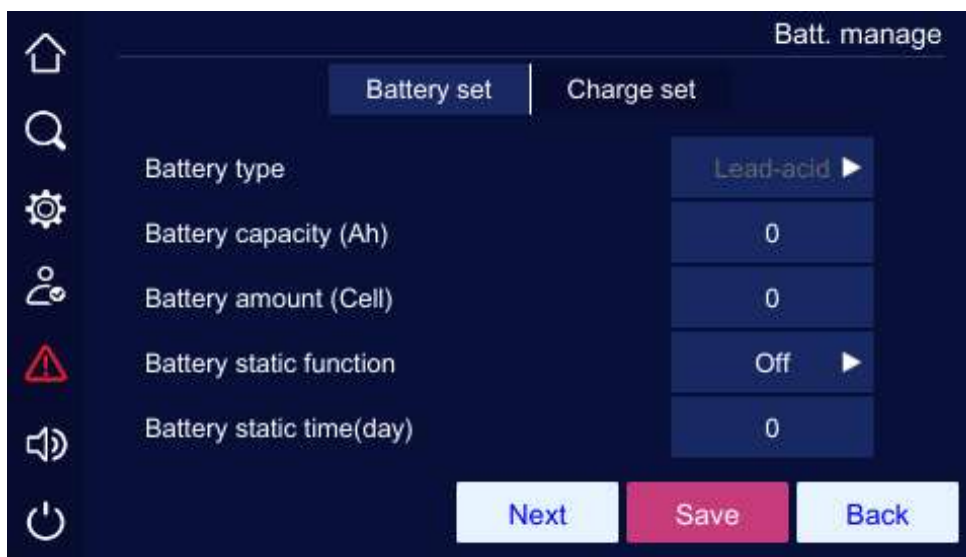 Batt. manage
Battery set Charge set
Battery type Lead-acid
Battery capacity (Ah) 0
Battery amount (Cell) 0
Battery static function Off
Battery static time(day) 0
Next Save Back